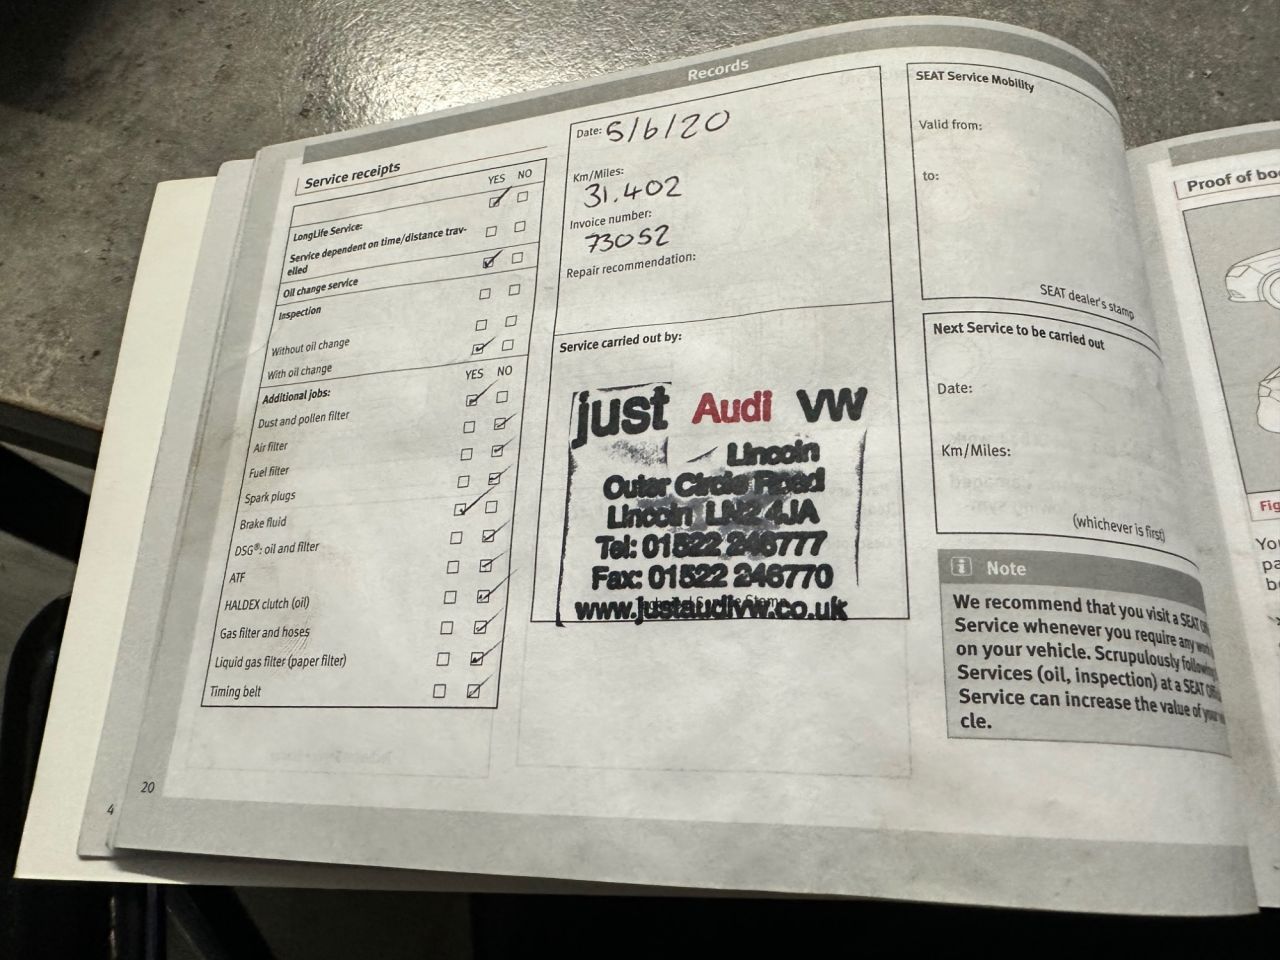 Records
Service receipts
YES NO
LongLife Service:
Service dependent on time/distance trav-
elled
Oil change service
Inspection
Without oil change
With oil change
Additional jobs:
YES NO
Dust and pollen filter
Air filter
Fuel filter
Spark plugs
Brake fluid
DSG®: oil and filter
ATF
HALDEX clutch (oil)
Gas filter and hoses
Liquid gas filter (paper filter)
Timing belt
20
4
Date: 5/6/20
Km/Miles:
31.402
Invoice number:
73052
Repair recommendation:
Service carried out by:
just Audi VW
Lincoln
Outer Circle Road
Lincoln LN2 4JA
Tel: 01522 246777
Fax: 01522 246770
www.justaudivw.co.uk
SEAT Service Mobility
Valid from:
to:
SEAT dealer's stamp
Next Service to be carried out
Date:
Km/Miles:
(whichever is first)
i Note
We recommend that you visit a SEAT
Service whenever you require any
on your vehicle. Scrupulously following
Services (oil, inspection) at a SEAT
Service can increase the value of your
cle.
Proof of bo
Fig
Yo
pa
b